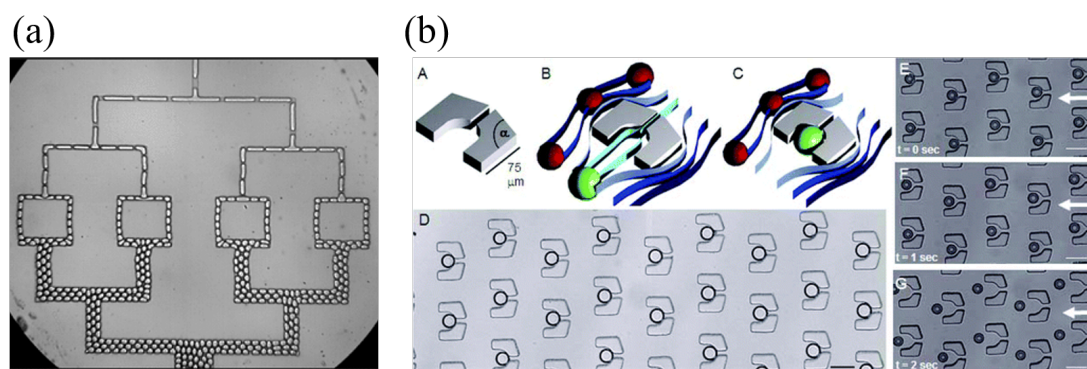 (a)
(b)
A
B
C
α
75
μm
D
E
t = 0 sec
F
t = 1 sec
G
t = 2 sec